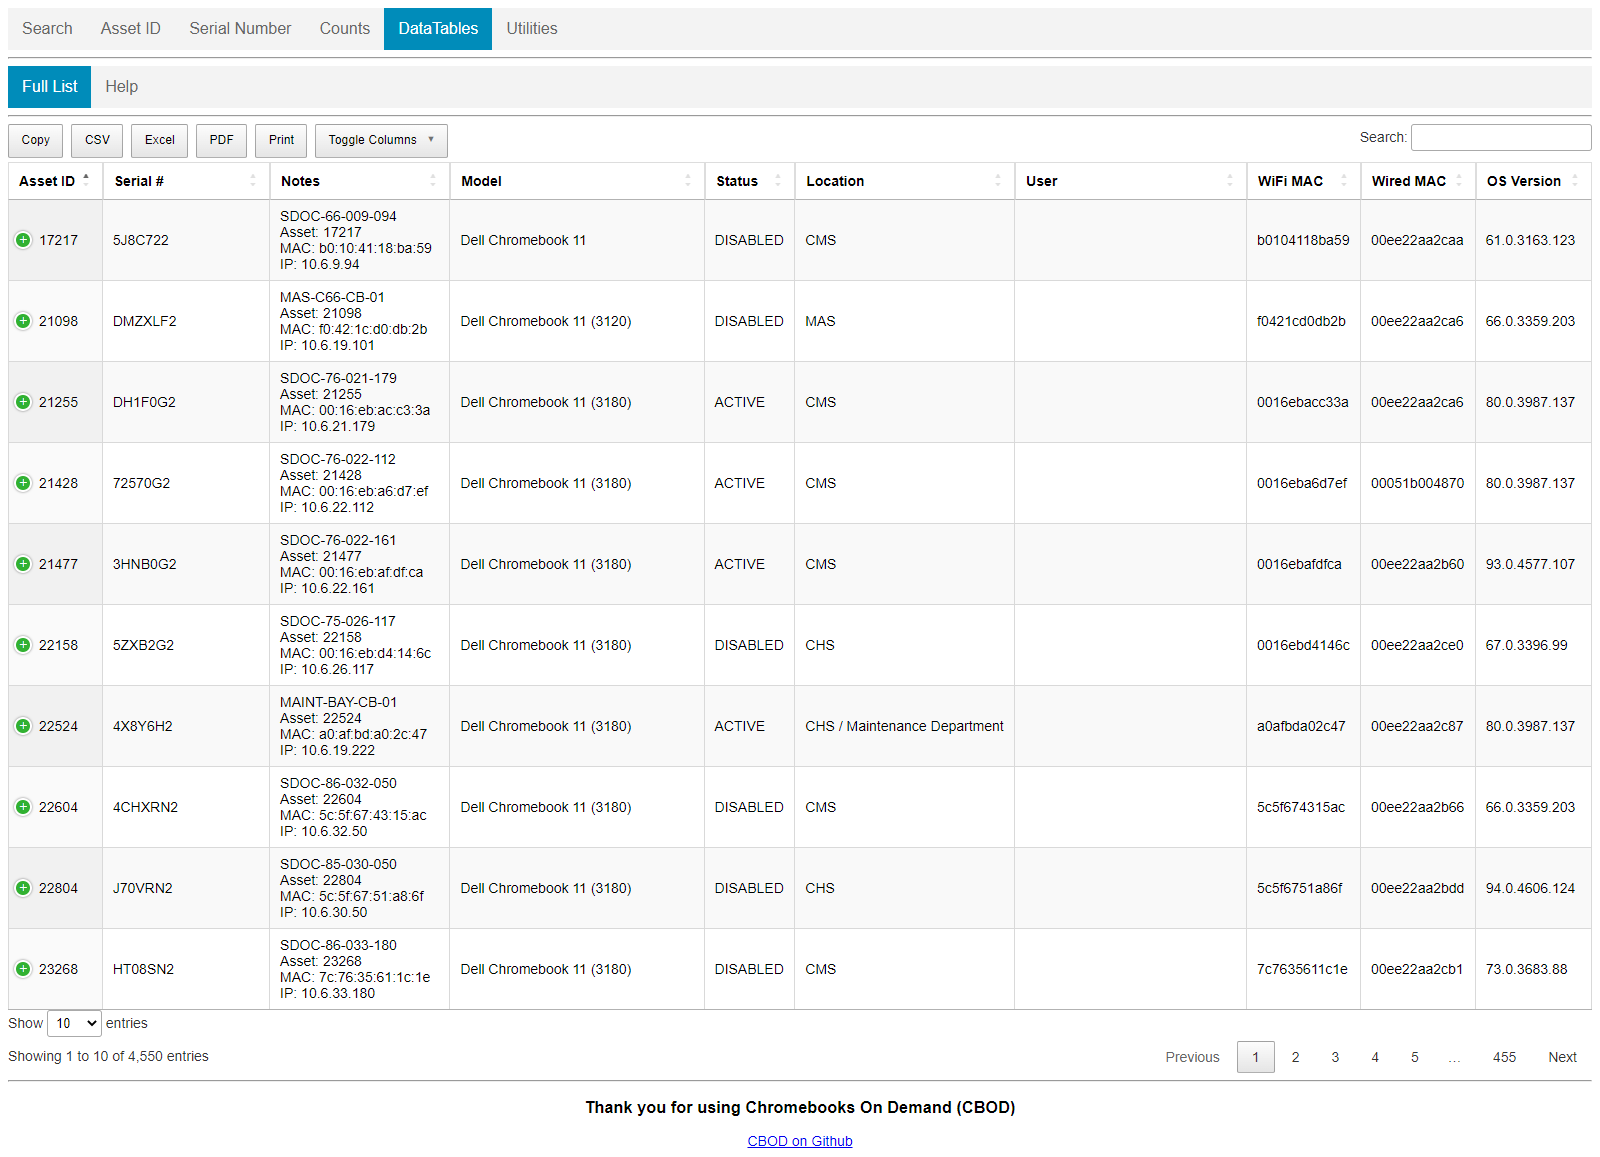 Search Asset ID Serial Number Counts DataTables Utilities
Full List Help
Copy CSV Excel PDF Print Toggle Columns ▼ Search:
Asset ID Serial # Notes Model Status Location User WiFi MAC Wired MAC OS Version
SDOC-66-009-094
Asset: 17217
17217 5J8C722 Dell Chromebook 11 DISABLED CMS b0104118ba59 00ee22aa2caa 61.0.3163.123
MAC: b0:10:41:18:ba:59
IP: 10.6.9.94
MAS-C66-CB-01
Asset: 21098
21098 DMZXLF2 Dell Chromebook 11 (3120) DISABLED MAS f0421cd0db2b 00ee22aa2ca6 66.0.3359.203
MAC: f0:42:1c:d0:db:2b
IP: 10.6.19.101
SDOC-76-021-179
Asset: 21255
21255 DH1F0G2 Dell Chromebook 11 (3180) ACTIVE CMS 0016ebacc33a 00ee22aa2ca6 80.0.3987.137
MAC: 00:16:eb:ac:c3:3a
IP: 10.6.21.179
SDOC-76-022-112
Asset: 21428
21428 72570G2 Dell Chromebook 11 (3180) ACTIVE CMS 0016eba6d7ef 00051b004870 80.0.3987.137
MAC: 00:16:eb:a6:d7:ef
IP: 10.6.22.112
SDOC-76-022-161
Asset: 21477
21477 3HNB0G2 Dell Chromebook 11 (3180) ACTIVE CMS 0016ebafdfca 00ee22aa2b60 93.0.4577.107
MAC: 00:16:eb:af:df:ca
IP: 10.6.22.161
SDOC-75-026-117
Asset: 22158
22158 5ZXB2G2 Dell Chromebook 11 (3180) DISABLED CHS 0016ebd4146c 00ee22aa2ce0 67.0.3396.99
MAC: 00:16:eb:d4:14:6c
IP: 10.6.26.117
MAINT-BAY-CB-01
Asset: 22524
22524 4X8Y6H2 Dell Chromebook 11 (3180) ACTIVE CHS / Maintenance Department a0afbda02c47 00ee22aa2c87 80.0.3987.137
MAC: a0:af:bd:a0:2c:47
IP: 10.6.19.222
SDOC-86-032-050
Asset: 22604
22604 4CHXRN2 Dell Chromebook 11 (3180) DISABLED CMS 5c5f674315ac 00ee22aa2b66 66.0.3359.203
MAC: 5c:5f:67:43:15:ac
IP: 10.6.32.50
SDOC-85-030-050
Asset: 22804
22804 J70VRN2 Dell Chromebook 11 (3180) DISABLED CHS 5c5f6751a86f 00ee22aa2bdd 94.0.4606.124
MAC: 5c:5f:67:51:a8:6f
IP: 10.6.30.50
SDOC-86-033-180
Asset: 23268
23268 HT08SN2 Dell Chromebook 11 (3180) DISABLED CMS 7c7635611c1e 00ee22aa2cb1 73.0.3683.88
MAC: 7c:76:35:61:1c:1e
IP: 10.6.33.180
Show 10 entries
Showing 1 to 10 of 4,550 entries Previous 1 2 3 4 5 … 455 Next
Thank you for using Chromebooks On Demand (CBOD)
CBOD on Github